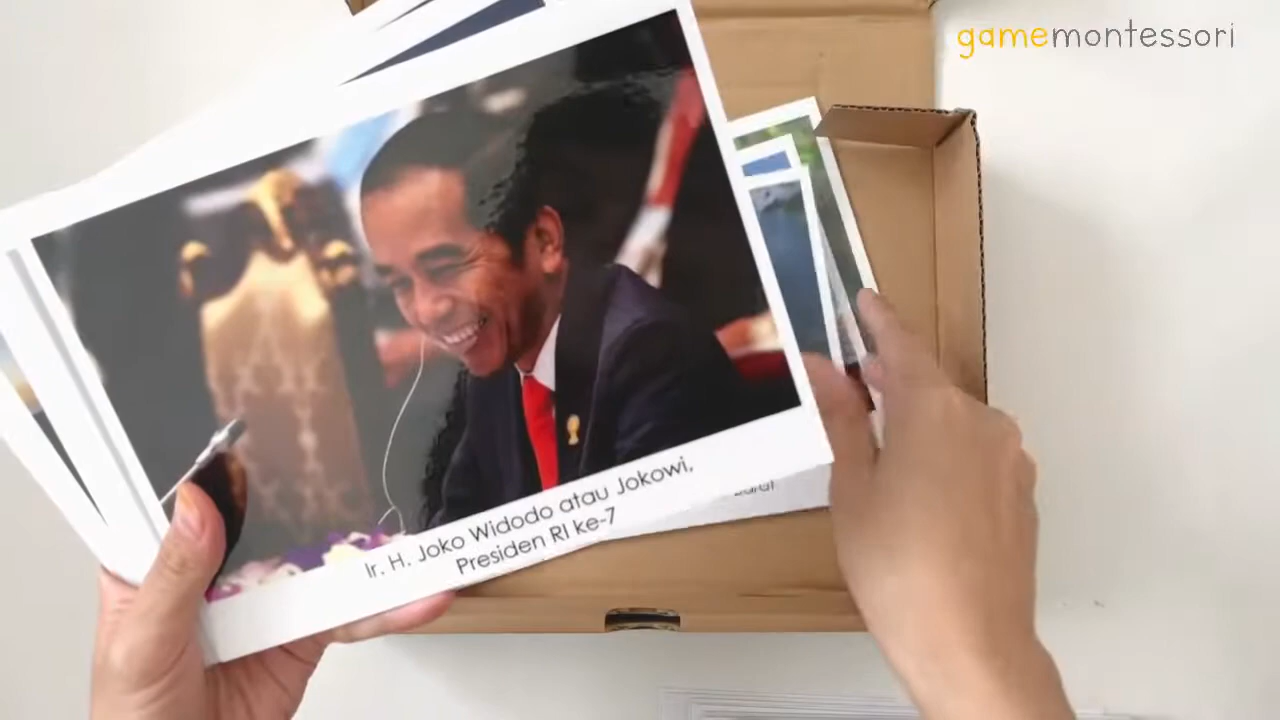 gamemontessori
Ir. H. Joko Widodo atau Jokowi,
Presiden RI ke-7